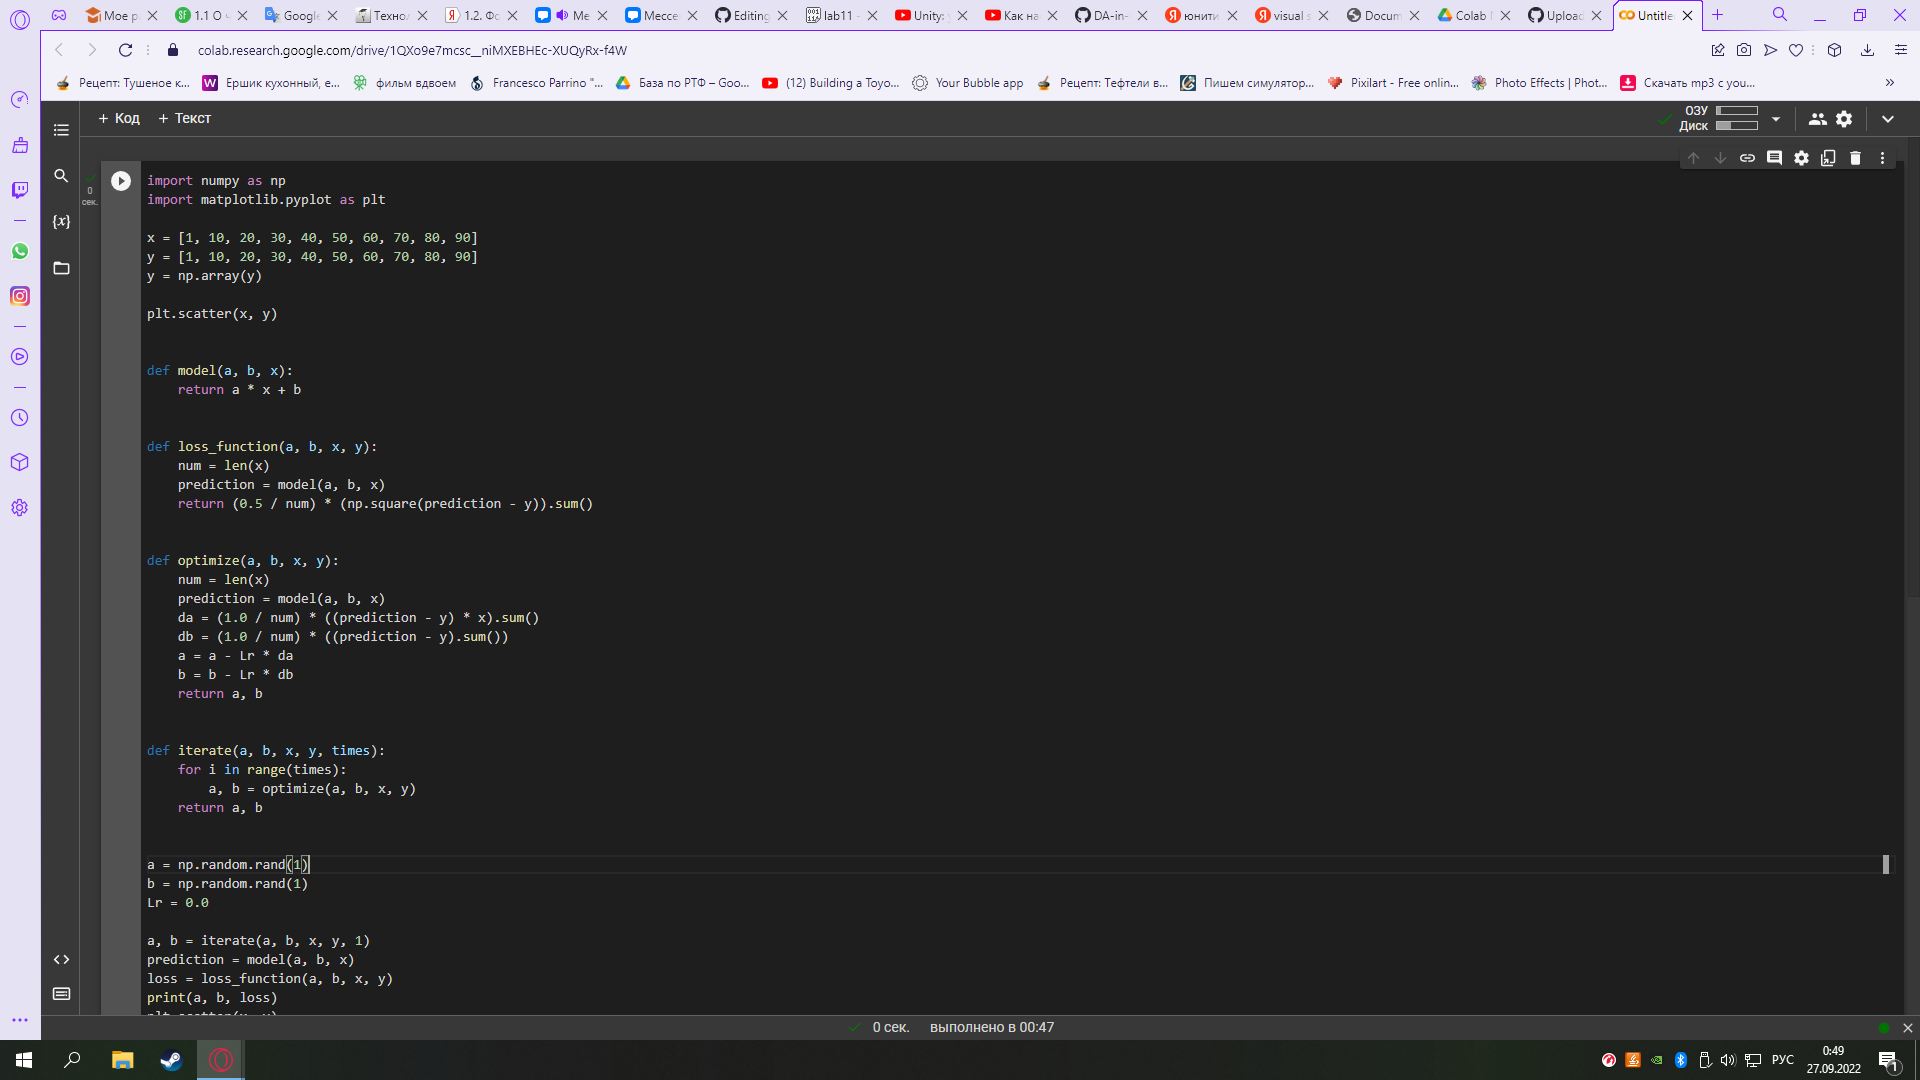 Мое р
1.1 О ч
Google
Технол
1.2. Фс
Ме
Мессе
Editing
lab11 -
Unity: у
Как на
DA-in-
юнити
visual s
Docum
Colab N
Upload
Untitle
colab.research.google.com/drive/1QXo9e7mcsc__niMXEBHEc-XUQyRx-f4W
Рецепт: Тушеное к...
Ершик кухонный, е...
фильм вдвоем
Francesco Parrino "...
База по РТФ – Goo...
(12) Building a Toyo...
Your Bubble app
Рецепт: Тефтели в...
Пишем симулятор...
Pixilart - Free onlin...
Photo Effects | Phot...
Скачать mp3 с you...
»
+ Код + Текст
ОЗУ
Диск
0
сек.
import numpy as np
import matplotlib.pyplot as plt
x = [1, 10, 20, 30, 40, 50, 60, 70, 80, 90]
y = [1, 10, 20, 30, 40, 50, 60, 70, 80, 90]
y = np.array(y)
plt.scatter(x, y)
def model(a, b, x):
return a * x + b
def loss_function(a, b, x, y):
num = len(x)
prediction = model(a, b, x)
return (0.5 / num) * (np.square(prediction - y)).sum()
def optimize(a, b, x, y):
num = len(x)
prediction = model(a, b, x)
da = (1.0 / num) * ((prediction - y) * x).sum()
db = (1.0 / num) * ((prediction - y).sum())
a = a - Lr * da
b = b - Lr * db
return a, b
def iterate(a, b, x, y, times):
for i in range(times):
a, b = optimize(a, b, x, y)
return a, b
a = np.random.rand(1)
b = np.random.rand(1)
Lr = 0.0
a, b = iterate(a, b, x, y, 1)
prediction = model(a, b, x)
loss = loss_function(a, b, x, y)
print(a, b, loss)
plt.scatter(x, y)
0 сек. выполнено в 00:47
РУС
0:49
27.09.2022
1